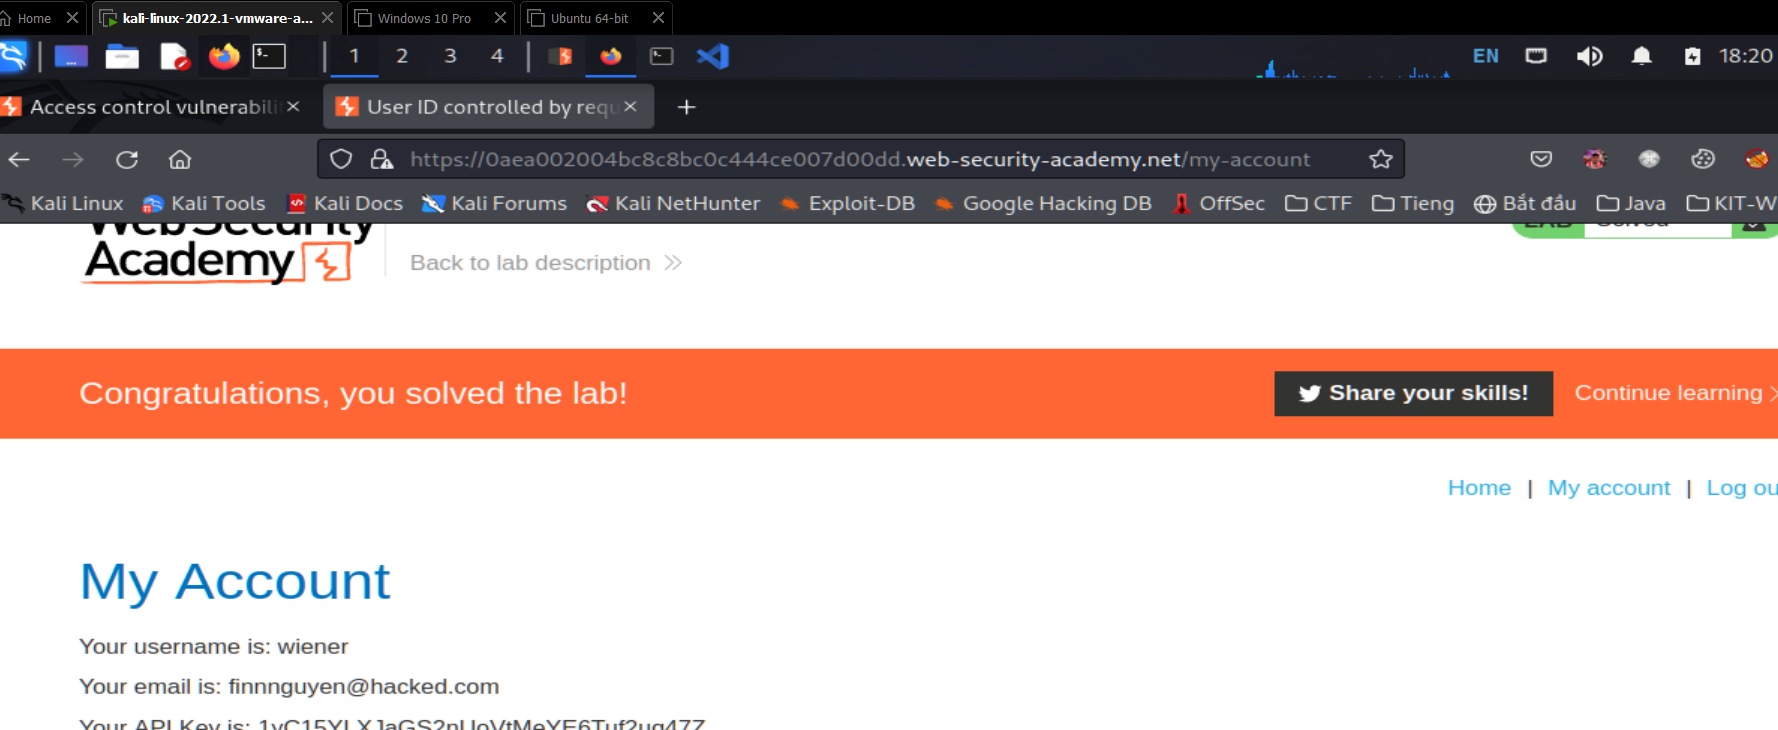 Home
kali-linux-2022.1-vmware-a...
Windows 10 Pro
Ubuntu 64-bit
1 2 3 4
EN
18:20
Access control vulnerabili
User ID controlled by requ
https://0aea002004bc8c8bc0c444ce007d00dd.web-security-academy.net/my-account
Kali Linux Kali Tools Kali Docs Kali Forums Kali NetHunter Exploit-DB Google Hacking DB OffSec CTF Tieng Bắt đầu Java KIT-W
Web Security
Academy
Back to lab description
LAB Solved
Congratulations, you solved the lab!
Share your skills!
Continue learning
Home | My account | Log ou
My Account
Your username is: wiener
Your email is: finnnguyen@hacked.com
Your API Key is: